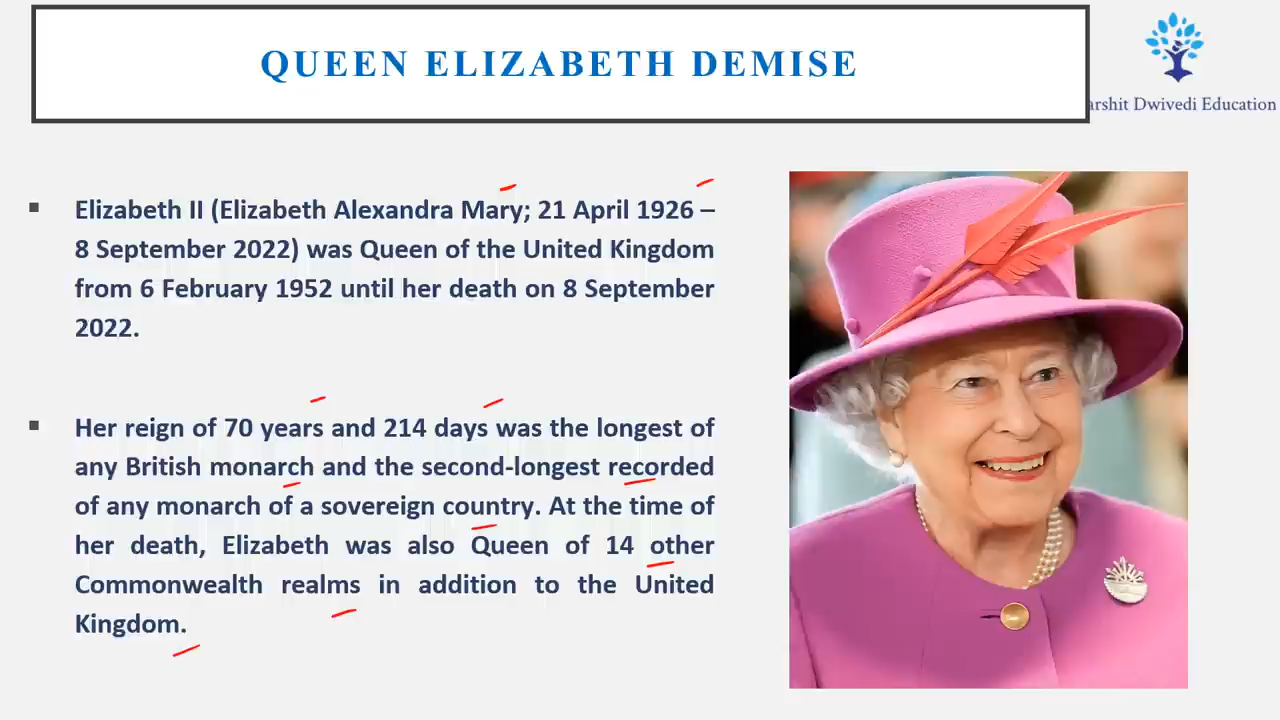 QUEEN ELIZABETH DEMISE
arshit Dwivedi Education
Elizabeth II (Elizabeth Alexandra Mary; 21 April 1926 –
8 September 2022) was Queen of the United Kingdom
from 6 February 1952 until her death on 8 September
2022.
Her reign of 70 years and 214 days was the longest of
any British monarch and the second-longest recorded
of any monarch of a sovereign country. At the time of
her death, Elizabeth was also Queen of 14 other
Commonwealth realms in addition to the United
Kingdom.